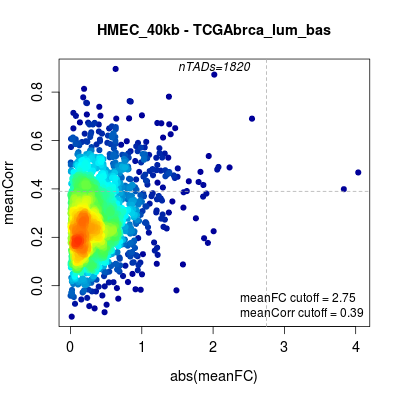 HMEC_40kb - TCGAbrca_lum_bas
nTADs=1820
meanCorr
0.8
0.6
0.4
0.2
0.0
meanFC cutoff = 2.75
meanCorr cutoff = 0.39
0 1 2 3 4
abs(meanFC)